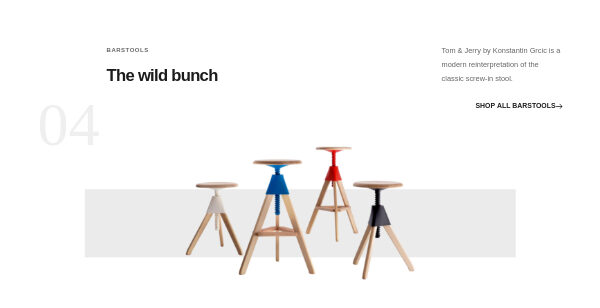 BARSTOOLS
The wild bunch
Tom & Jerry by Konstantin Grcic is a
modern reinterpretation of the
classic screw-in stool.
SHOP ALL BARSTOOLS→
04